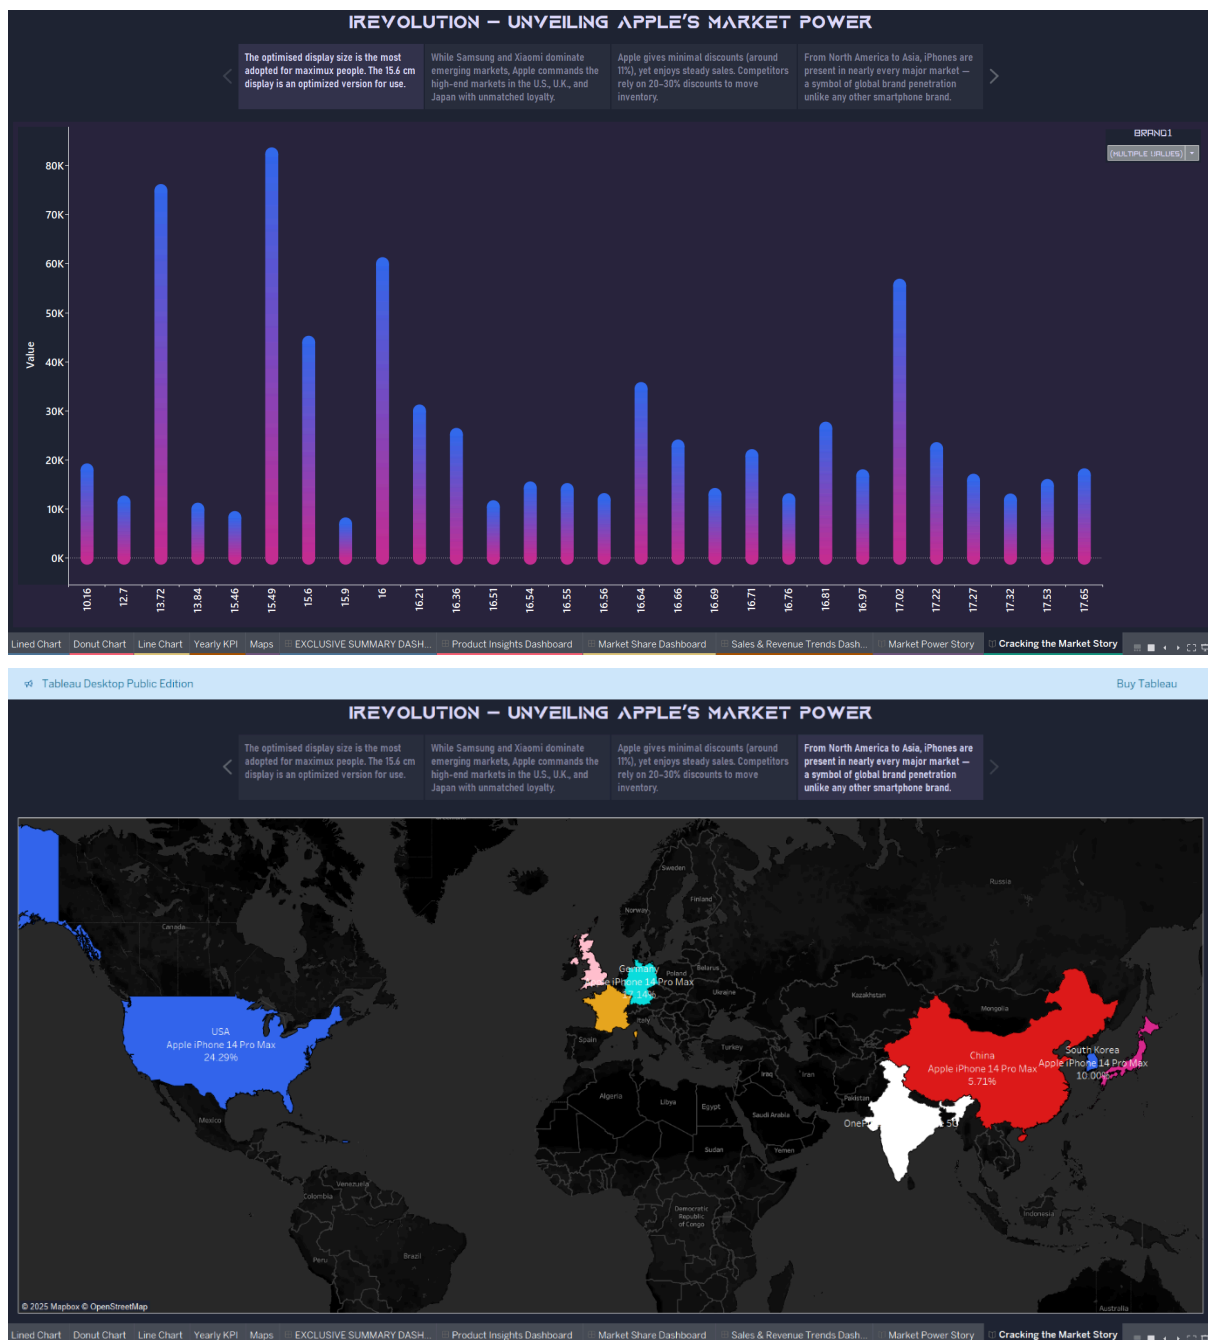 IREVOLUTION – UNVEILING APPLE'S MARKET POWER
The optimised display size is the most
adopted for maximux people. The 15.6 cm
display is an optimized version for use.
While Samsung and Xiaomi dominate
emerging markets, Apple commands the
high-end markets in the U.S., U.K., and
Japan with unmatched loyalty.
Apple gives minimal discounts (around
11%), yet enjoys steady sales. Competitors
rely on 20-30% discounts to move
inventory.
From North America to Asia, iPhones are
present in nearly every major market —
a symbol of global brand penetration
unlike any other smartphone brand.
BRAND1
(MULTIPLE VALUES)
Value
80K
70K
60K
50K
40K
30K
20K
10K
0K
10.16
12.7
13.72
13.84
15.46
15.49
15.6
15.9
16
16.21
16.36
16.51
16.54
16.55
16.56
16.64
16.66
16.69
16.71
16.76
16.81
16.97
17.02
17.22
17.27
17.32
17.53
17.65
Lined Chart Donut Chart Line Chart Yearly KPI Maps EXCLUSIVE SUMMARY DASH... Product Insights Dashboard Market Share Dashboard Sales & Revenue Trends Dash... Market Power Story Cracking the Market Story
Tableau Desktop Public Edition Buy Tableau
IREVOLUTION – UNVEILING APPLE'S MARKET POWER
The optimised display size is the most
adopted for maximux people. The 15.6 cm
display is an optimized version for use.
While Samsung and Xiaomi dominate
emerging markets, Apple commands the
high-end markets in the U.S., U.K., and
Japan with unmatched loyalty.
Apple gives minimal discounts (around
11%), yet enjoys steady sales. Competitors
rely on 20-30% discounts to move
inventory.
From North America to Asia, iPhones are
present in nearly every major market —
a symbol of global brand penetration
unlike any other smartphone brand.
Sweden
Finland
Russia
Norway
Canada
Germany
Apple iPhone 14 Pro Max
17.14%
Poland
Belarus
Ukraine
Kazakhstan
Mongolia
Italy
Spain
Turkey
USA
Apple iPhone 14 Pro Max
24.29%
China
Apple iPhone 14 Pro Max
5.71%
South Korea
Apple iPhone 14 Pro Max
10.00%
Iraq
Iran
Pakistan
Algeria
Libya
Egypt
Saudi Arabia
Mexico
OneP
5G
Sudan
Yemen
Venezuela
Colombia
Democratic
Republic
of Congo
Indonesia
Peru
Brazil
Australia
© 2025 Mapbox © OpenStreetMap
Lined Chart Donut Chart Line Chart Yearly KPI Maps EXCLUSIVE SUMMARY DASH... Product Insights Dashboard Market Share Dashboard Sales & Revenue Trends Dash... Market Power Story Cracking the Market Story